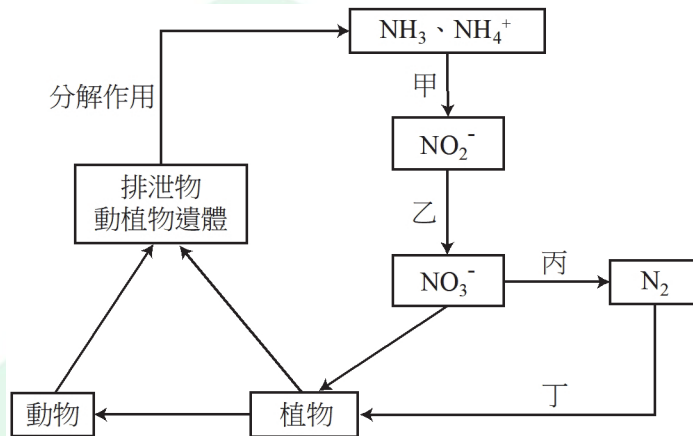 NH₃、NH₄⁺
甲
分解作用
NO₂⁻
排泄物
動植物遺體
乙
丙
NO₃⁻
N₂
丁
動物
植物